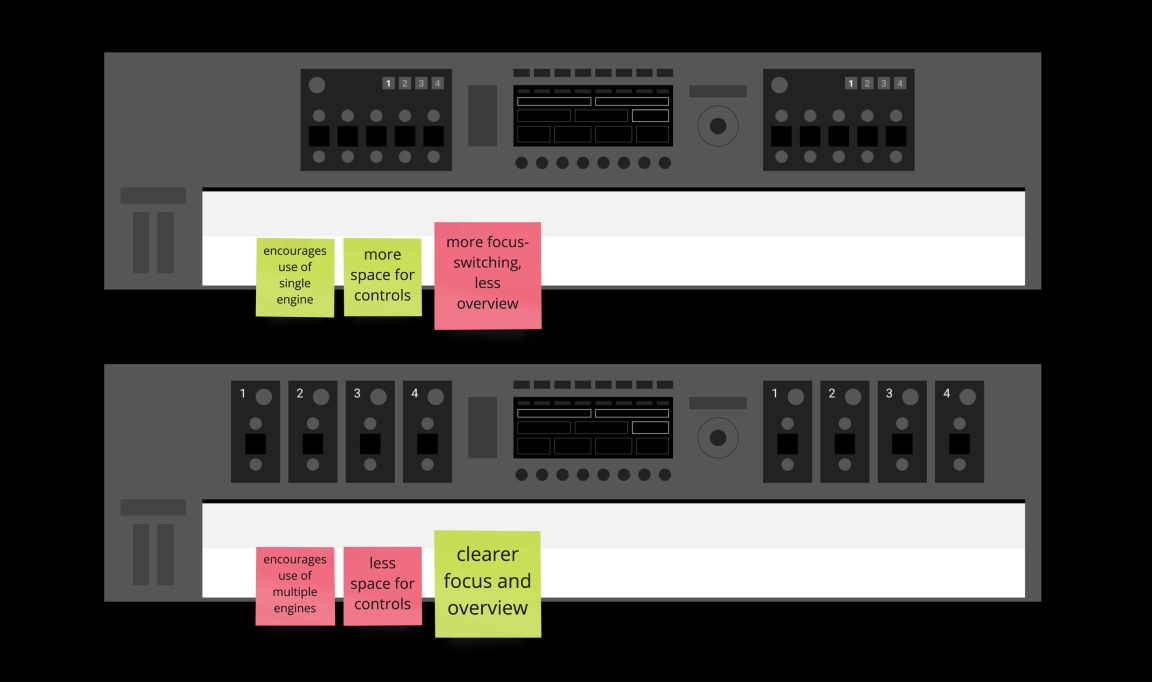 1 2 3 4
1 2 3 4
encourages
use of
single
engine
more
space for
controls
more focus-
switching,
less
overview
1
2
3
4
1
2
3
4
encourages
use of
multiple
engines
less
space for
controls
clearer
focus and
overview